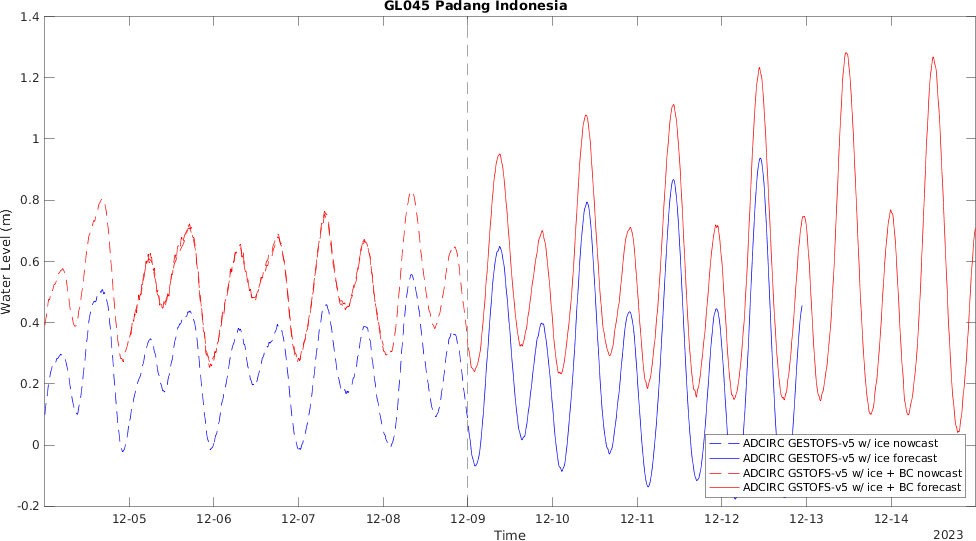 GL045 Padang Indonesia
1.4
1.2
1
0.8
0.6
0.4
0.2
0
-0.2
Water Level (m)
ADCIRC GESTOFS-v5 w/ ice nowcast
ADCIRC GESTOFS-v5 w/ ice forecast
ADCIRC GSTOFS-v5 w/ ice + BC nowcast
ADCIRC GSTOFS-v5 w/ ice + BC forecast
12-05 12-06 12-07 12-08 12-09 12-10 12-11 12-12 12-13 12-14
Time
2023